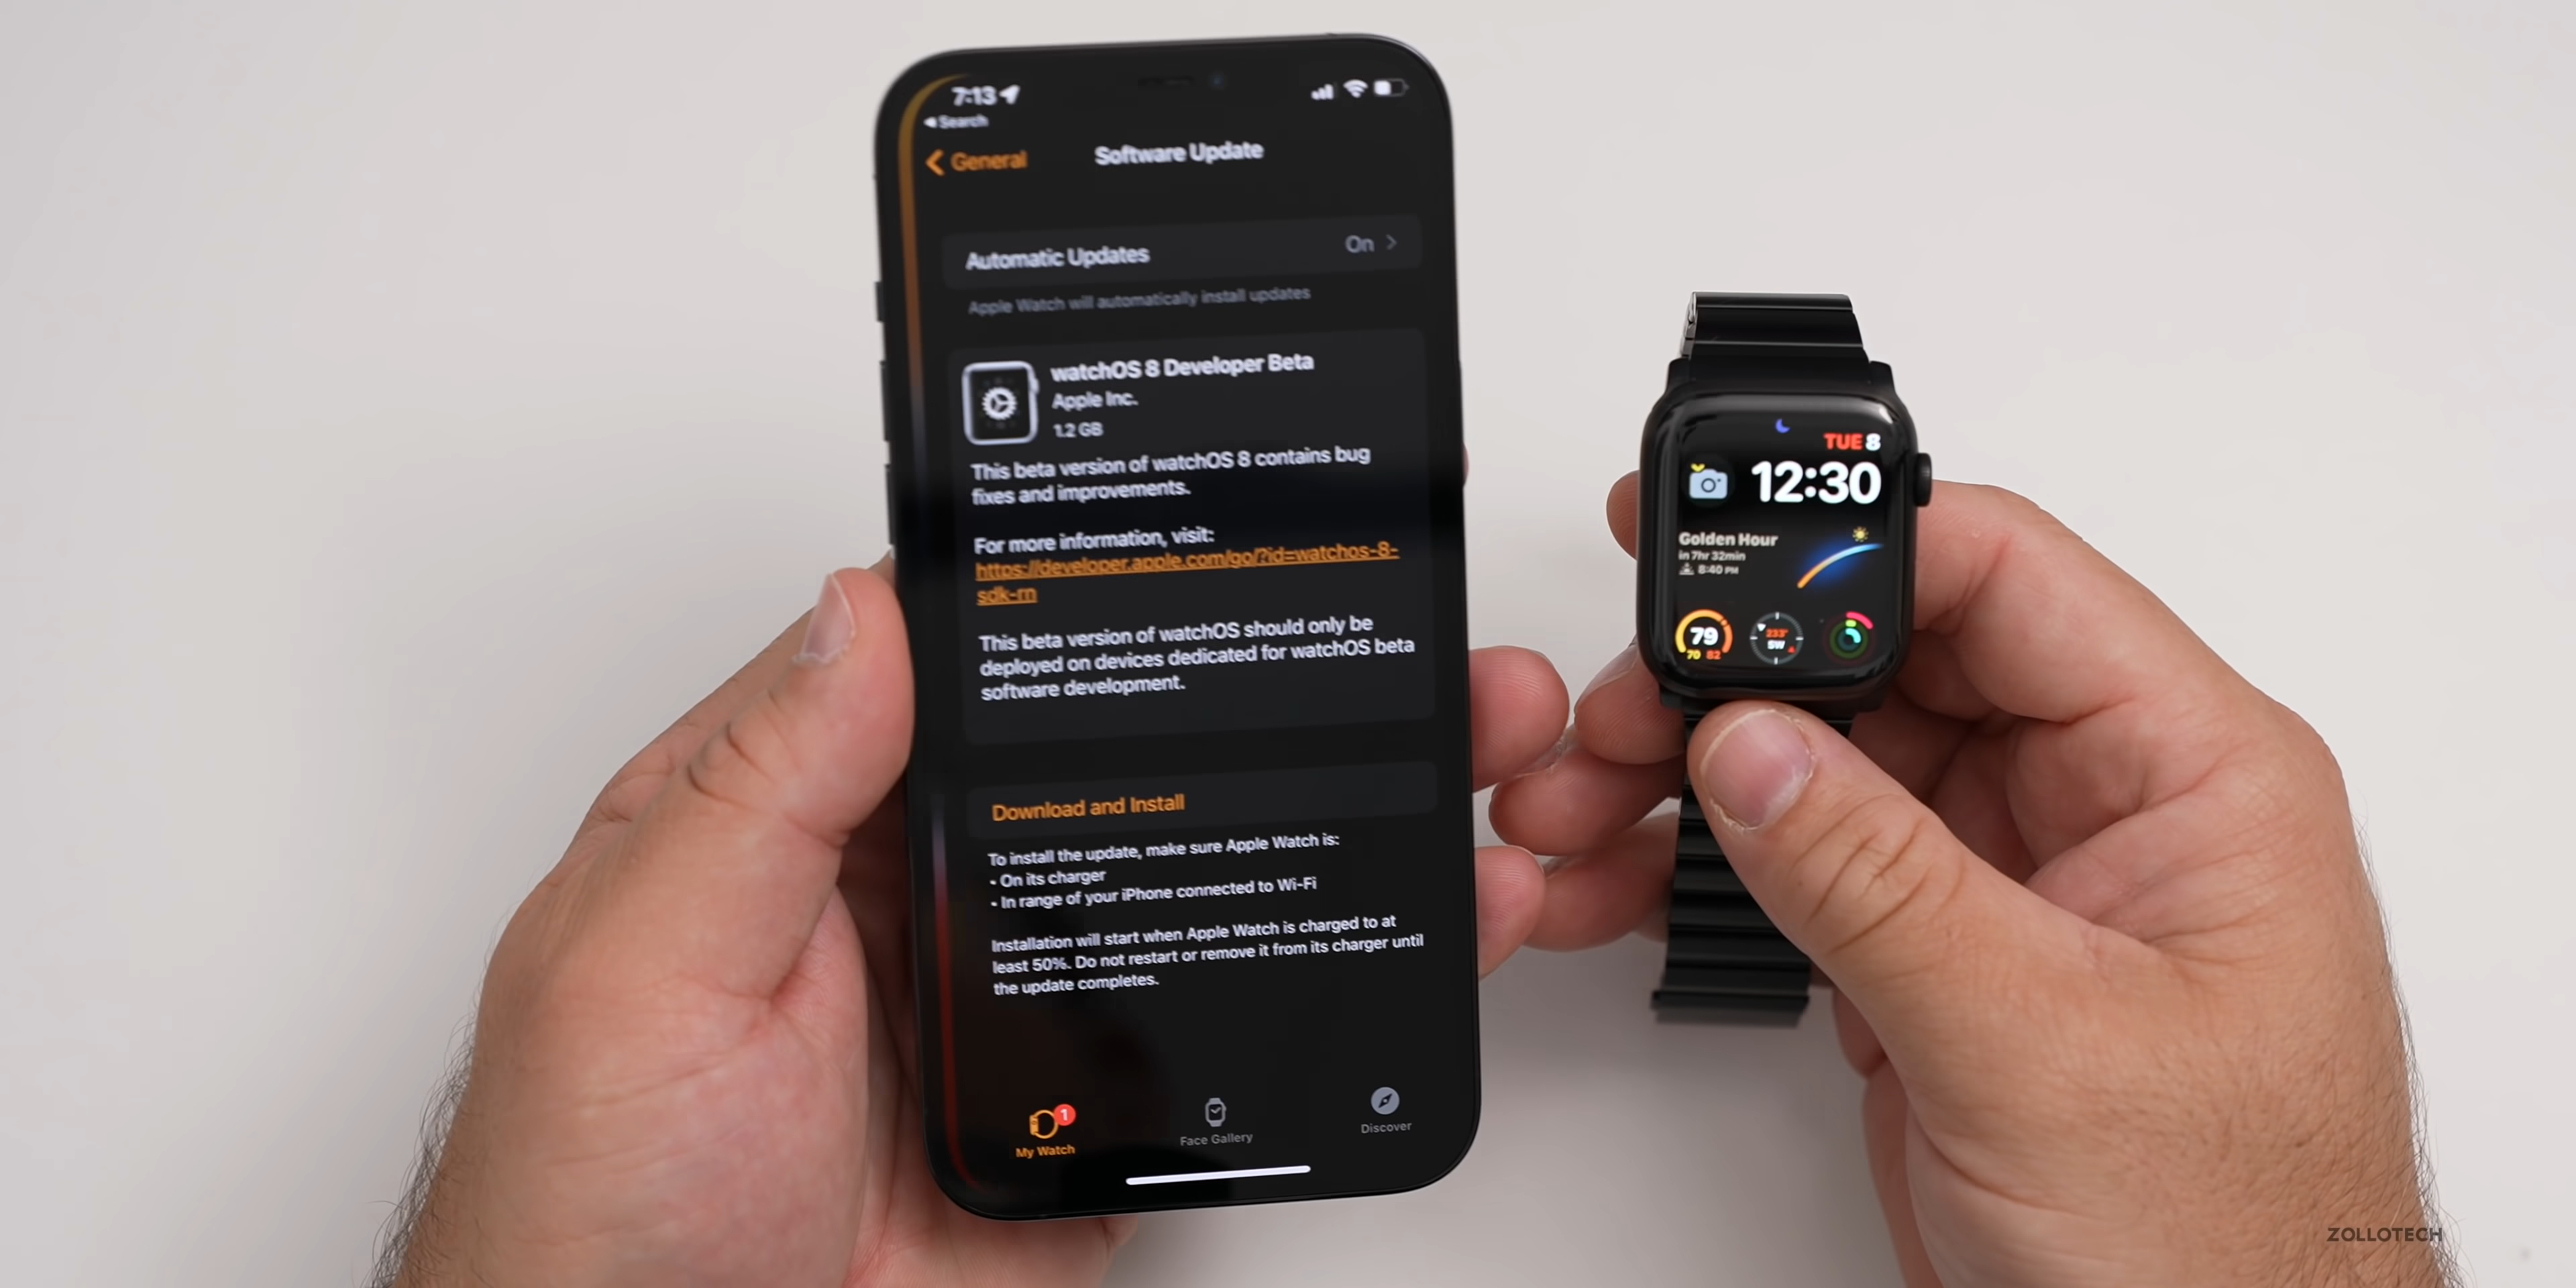 7:13
Search
General
Software Update
Automatic Updates
On
Apple Watch will automatically install updates
watchOS 8 Developer Beta
Apple Inc.
1.2 GB
This beta version of watchOS 8 contains bug
fixes and improvements.
For more information, visit:
https://developer.apple.com/go/?id=watchos-8-
sdk-rn
This beta version of watchOS should only be
deployed on devices dedicated for watchOS beta
software development.
Download and Install
To install the update, make sure Apple Watch is:
- On its charger
- In range of your iPhone connected to Wi-Fi
Installation will start when Apple Watch is charged to at
least 50%. Do not restart or remove it from its charger until
the update completes.
1
My Watch
Face Gallery
Discover
TUE 8
12:30
Golden Hour
in 7hr 32min
8:40 PM
79
70 82
233°
SW
ZOLLOTECH